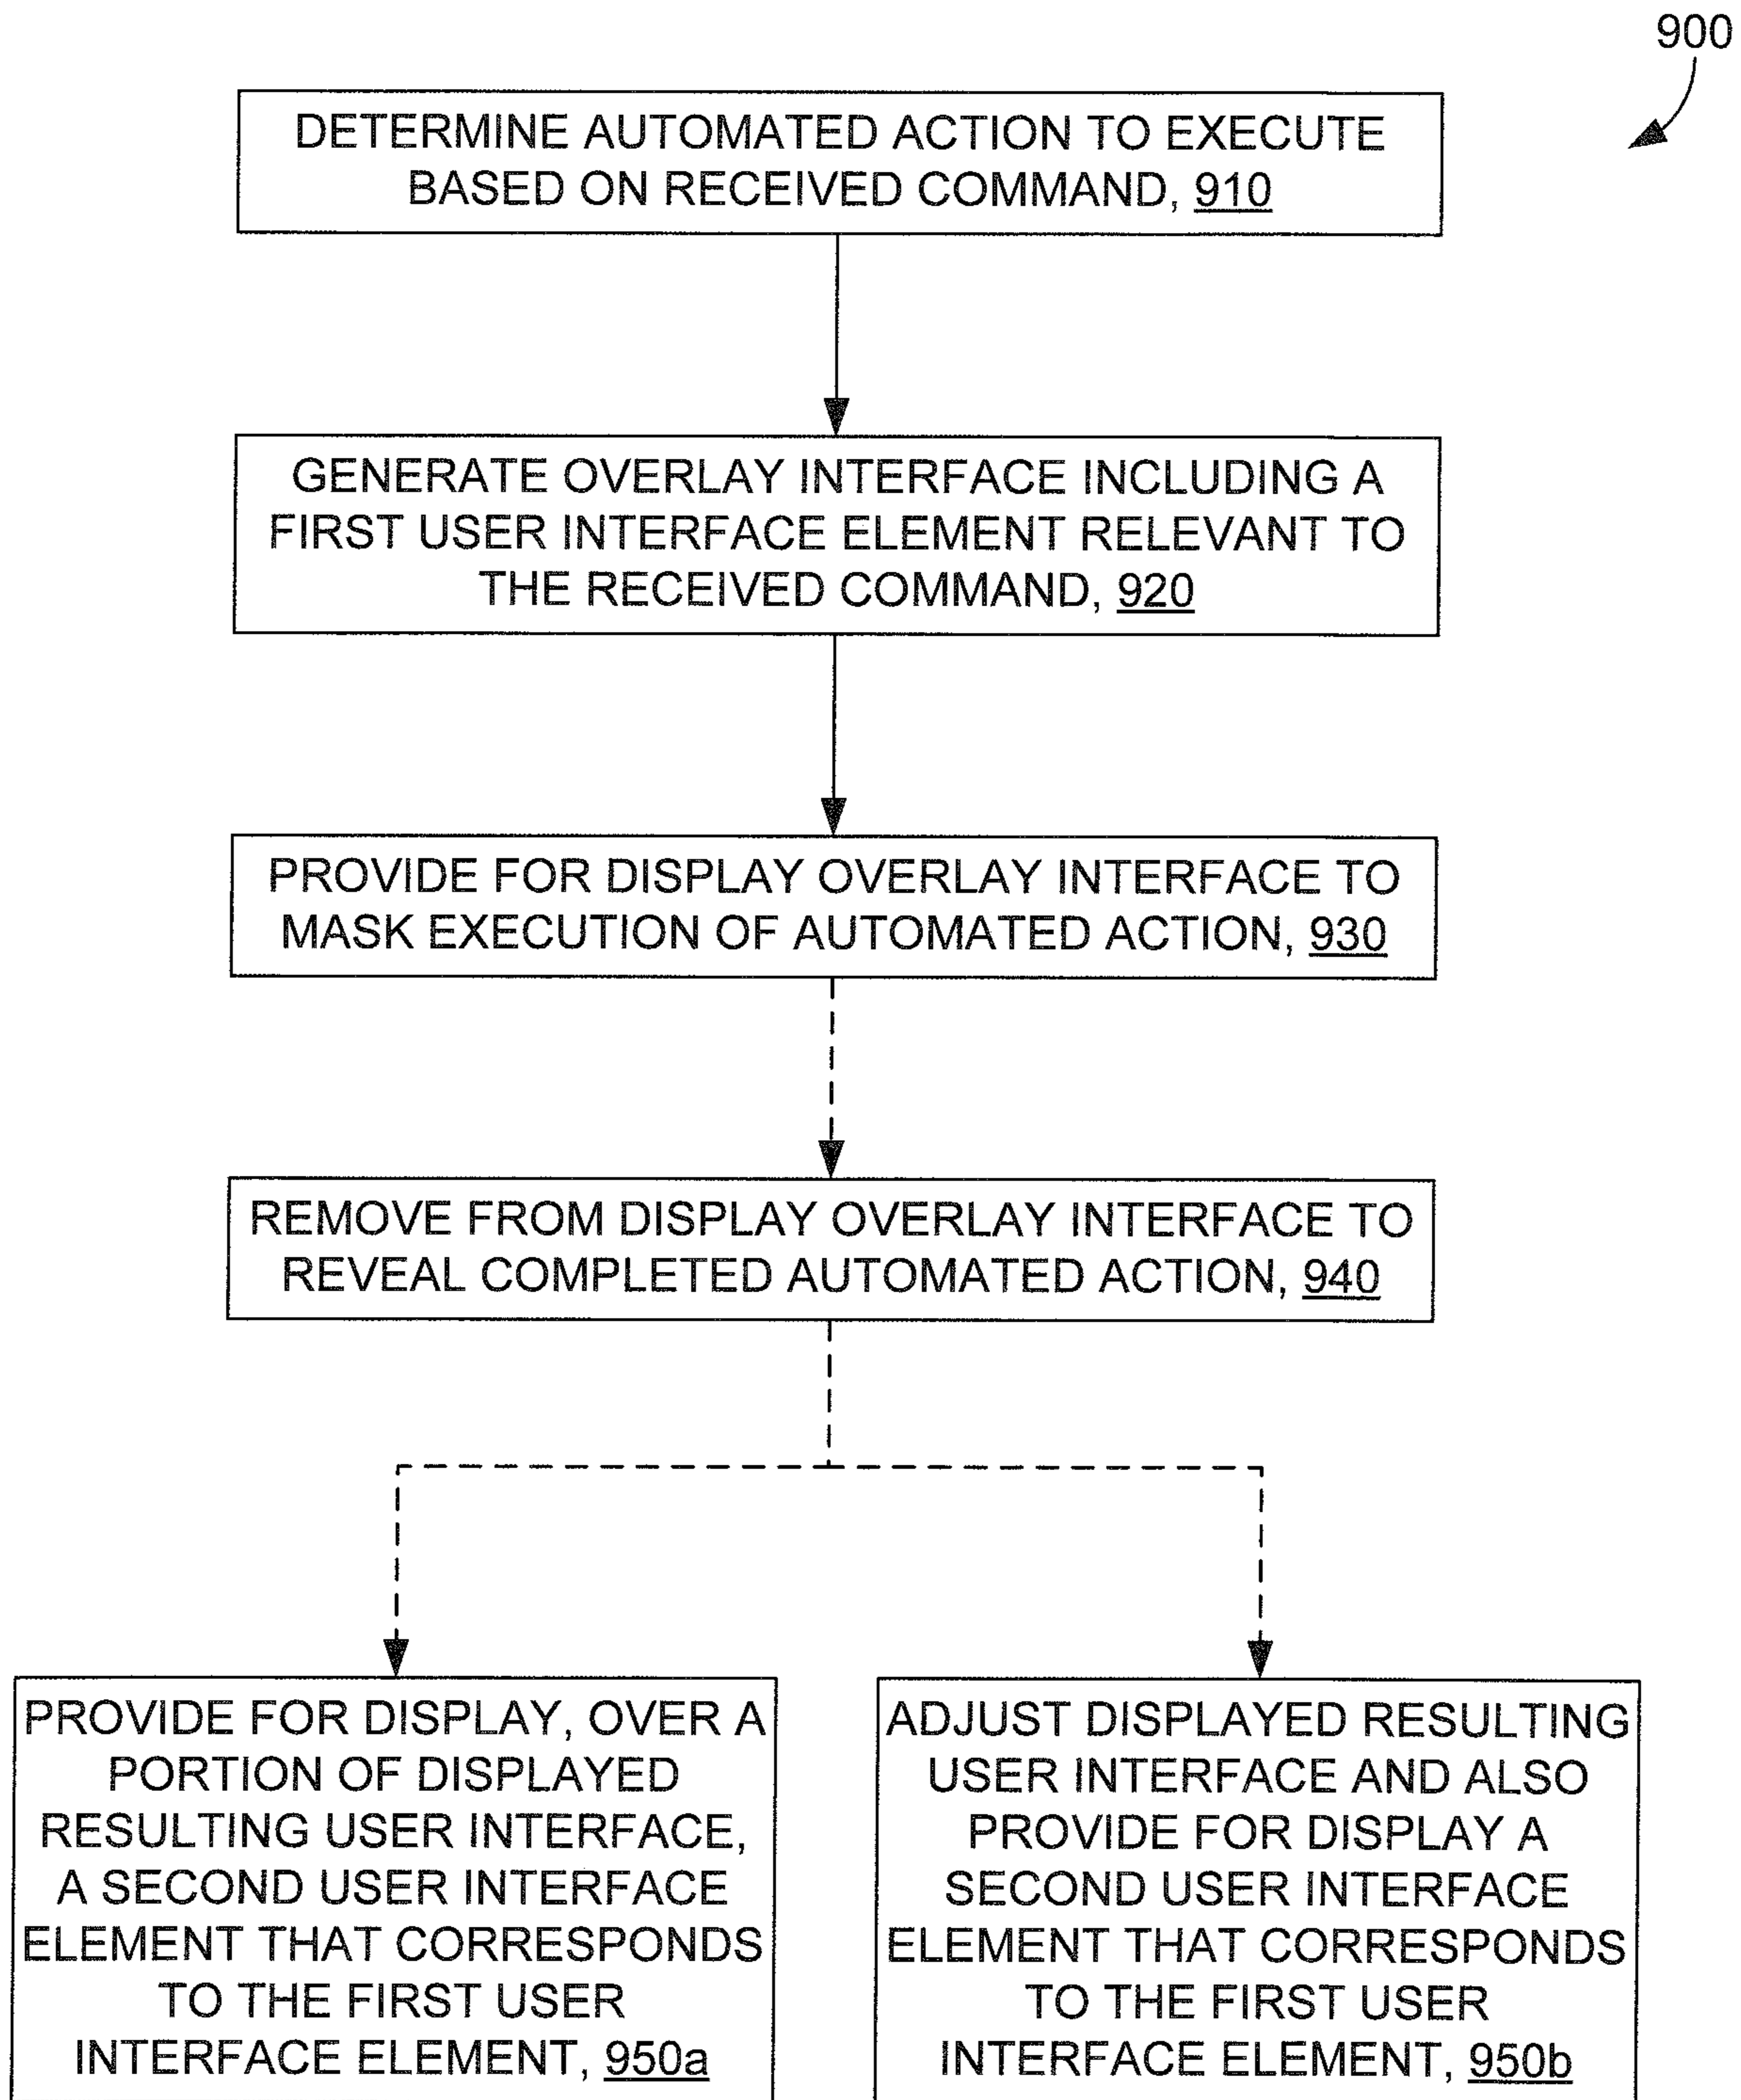 900
DETERMINE AUTOMATED ACTION TO EXECUTE
BASED ON RECEIVED COMMAND, 910
GENERATE OVERLAY INTERFACE INCLUDING A
FIRST USER INTERFACE ELEMENT RELEVANT TO
THE RECEIVED COMMAND, 920
PROVIDE FOR DISPLAY OVERLAY INTERFACE TO
MASK EXECUTION OF AUTOMATED ACTION, 930
REMOVE FROM DISPLAY OVERLAY INTERFACE TO
REVEAL COMPLETED AUTOMATED ACTION, 940
PROVIDE FOR DISPLAY, OVER A
PORTION OF DISPLAYED
RESULTING USER INTERFACE,
A SECOND USER INTERFACE
ELEMENT THAT CORRESPONDS
TO THE FIRST USER
INTERFACE ELEMENT, 950a
ADJUST DISPLAYED RESULTING
USER INTERFACE AND ALSO
PROVIDE FOR DISPLAY A
SECOND USER INTERFACE
ELEMENT THAT CORRESPONDS
TO THE FIRST USER
INTERFACE ELEMENT, 950b